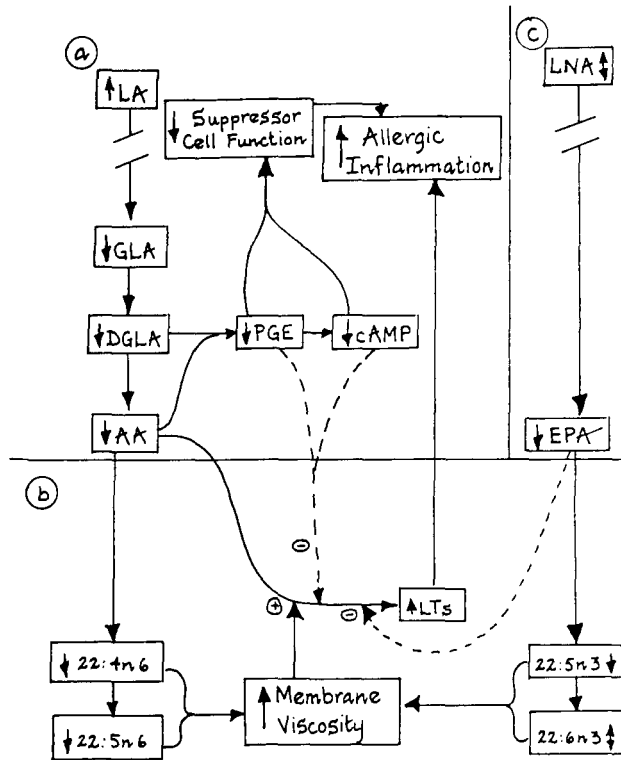 a
↑LA
↓ Suppressor
Cell Function
↑ Allergic
Inflammation
↓GLA
↓DGLA
↓PGE
↓cAMP
↓AA
c
LNA↕
↓EPA
b
⊖
⊕
⊖
↑LTs
↓ 22:4n6
↓ 22:5n6
↑ Membrane
Viscosity
22:5n3 ↓
22:6n3 ↕